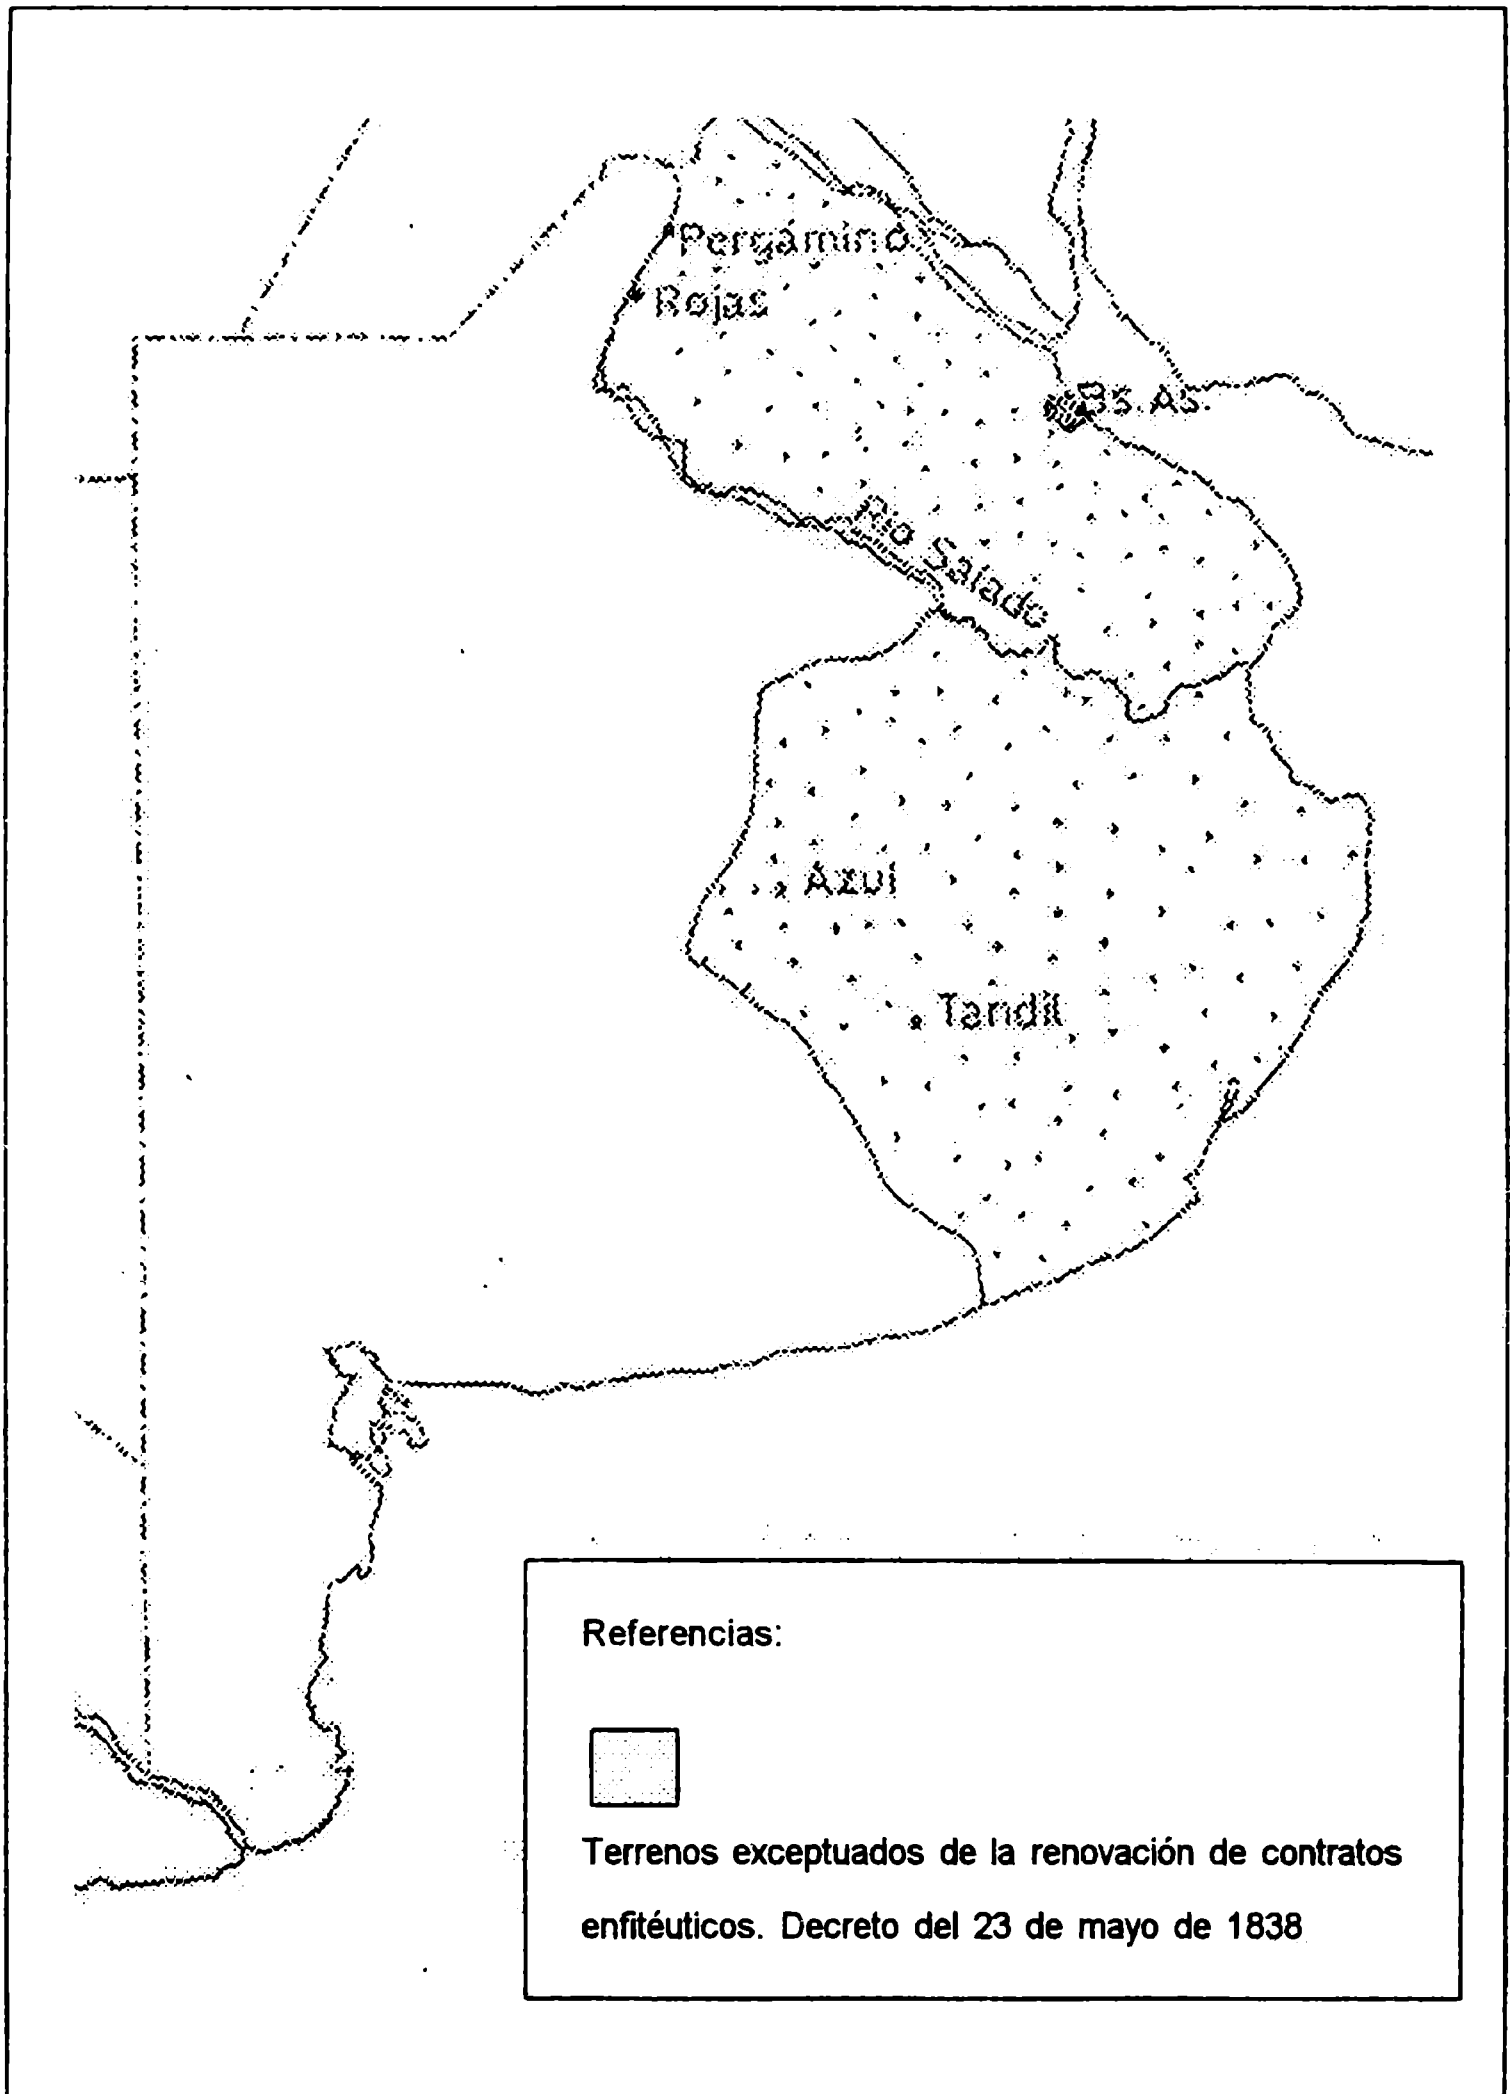 Pergamino
Rojas
Bs. As.
Río Salado
Azul
Tandil
Referencias:
Terrenos exceptuados de la renovación de contratos
enfitéuticos. Decreto del 23 de mayo de 1838